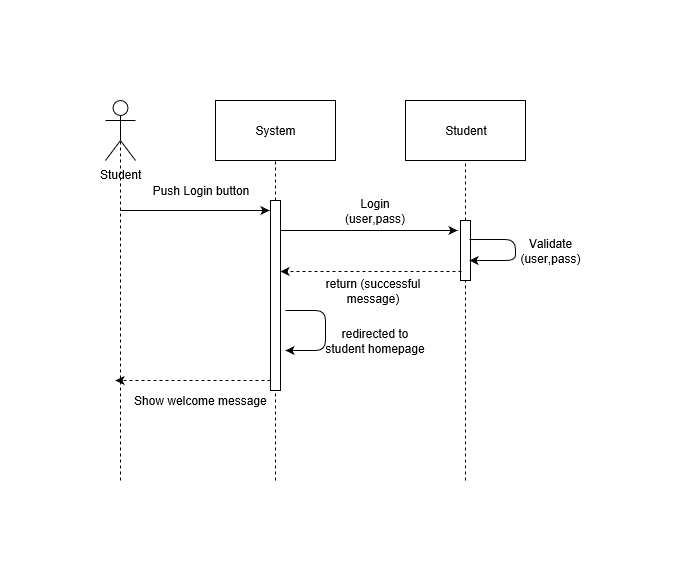 System
Student
Student
Push Login button
Login
(user,pass)
Validate
(user,pass)
return (successful
message)
redirected to
student homepage
Show welcome message